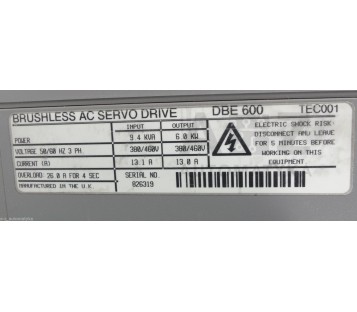 BRUSHLESS AC SERVO DRIVE DBE 600 TEC001
INPUT OUTPUT
POWER 9.4 KVA 6.0 KW
VOLTAGE 50/60 HZ 3 PH 380/460V 380/460V
CURRENT (A) 13.1 A 13.0 A
OVERLOAD: 26.0 A FOR 4 SEC SERIAL NO.
MANUFACTURED IN THE U.K. 026319
ELECTRIC SHOCK RISK:
DISCONNECT AND LEAVE
FOR 5 MINUTES BEFORE
WORKING ON THIS
EQUIPMENT.